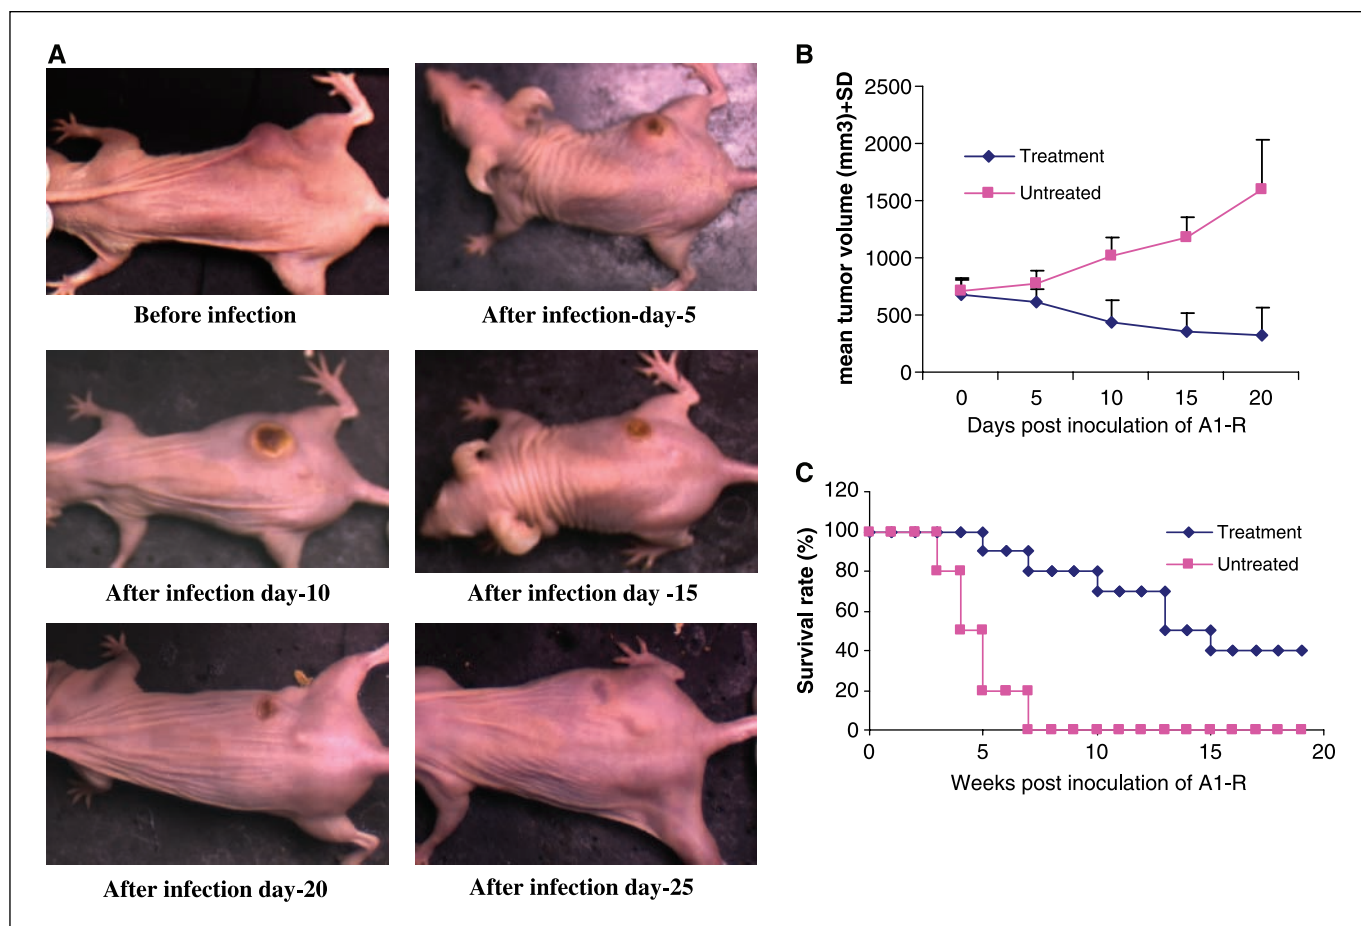 A
Before infection
After infection-day-5
After infection day-10
After infection day -15
After infection day-20
After infection day-25
B
mean tumor volume (mm3)+SD
2500
2000
1500
1000
500
0
Treatment
Untreated
0 5 10 15 20
Days post inoculation of A1-R
C
Survival rate (%)
120
100
80
60
40
20
0
Treatment
Untreated
0 5 10 15 20
Weeks post inoculation of A1-R